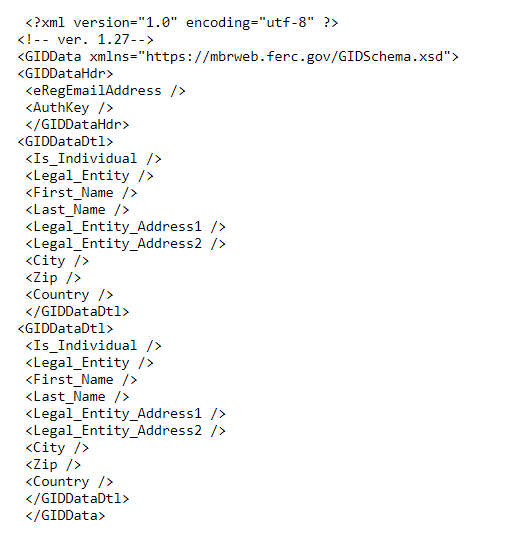 <?xml version="1.0" encoding="utf-8" ?>
<!-- ver. 1.27-->
<GIDData xmlns="https://mbrweb.ferc.gov/GIDSchema.xsd">
<GIDDataHdr>
<eRegEmailAddress />
<AuthKey />
</GIDDataHdr>
<GIDDataDtl>
<Is_Individual />
<Legal_Entity />
<First_Name />
<Last_Name />
<Legal_Entity_Address1 />
<Legal_Entity_Address2 />
<City />
<Zip />
<Country />
</GIDDataDtl>
<GIDDataDtl>
<Is_Individual />
<Legal_Entity />
<First_Name />
<Last_Name />
<Legal_Entity_Address1 />
<Legal_Entity_Address2 />
<City />
<Zip />
<Country />
</GIDDataDtl>
</GIDData>